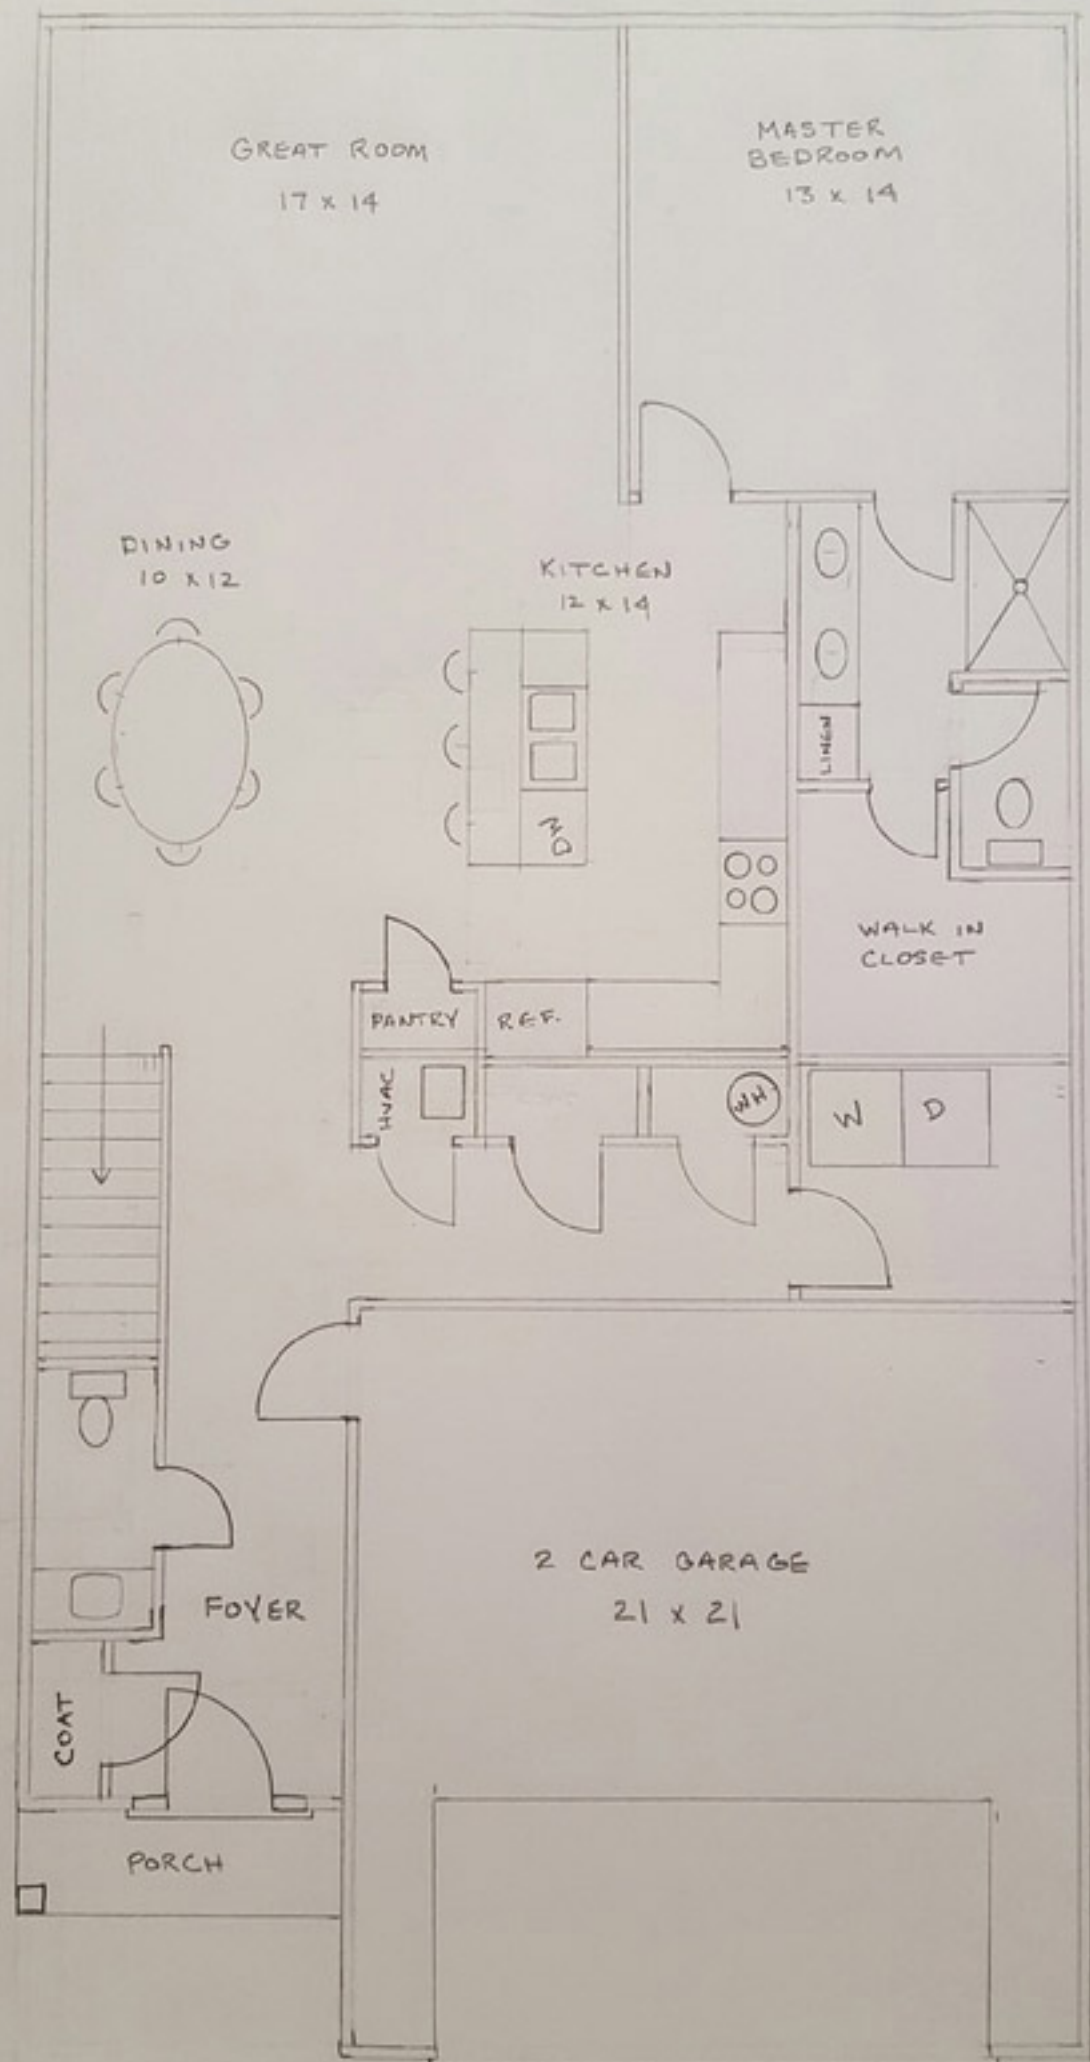 GREAT ROOM
17 x 14
MASTER
BEDROOM
13 x 14
DINING
10 x 12
KITCHEN
12 x 14
LINEN
WALK IN
CLOSET
PANTRY
REF.
HVAC
WH
W
D
2 CAR GARAGE
21 x 21
FOYER
COAT
PORCH